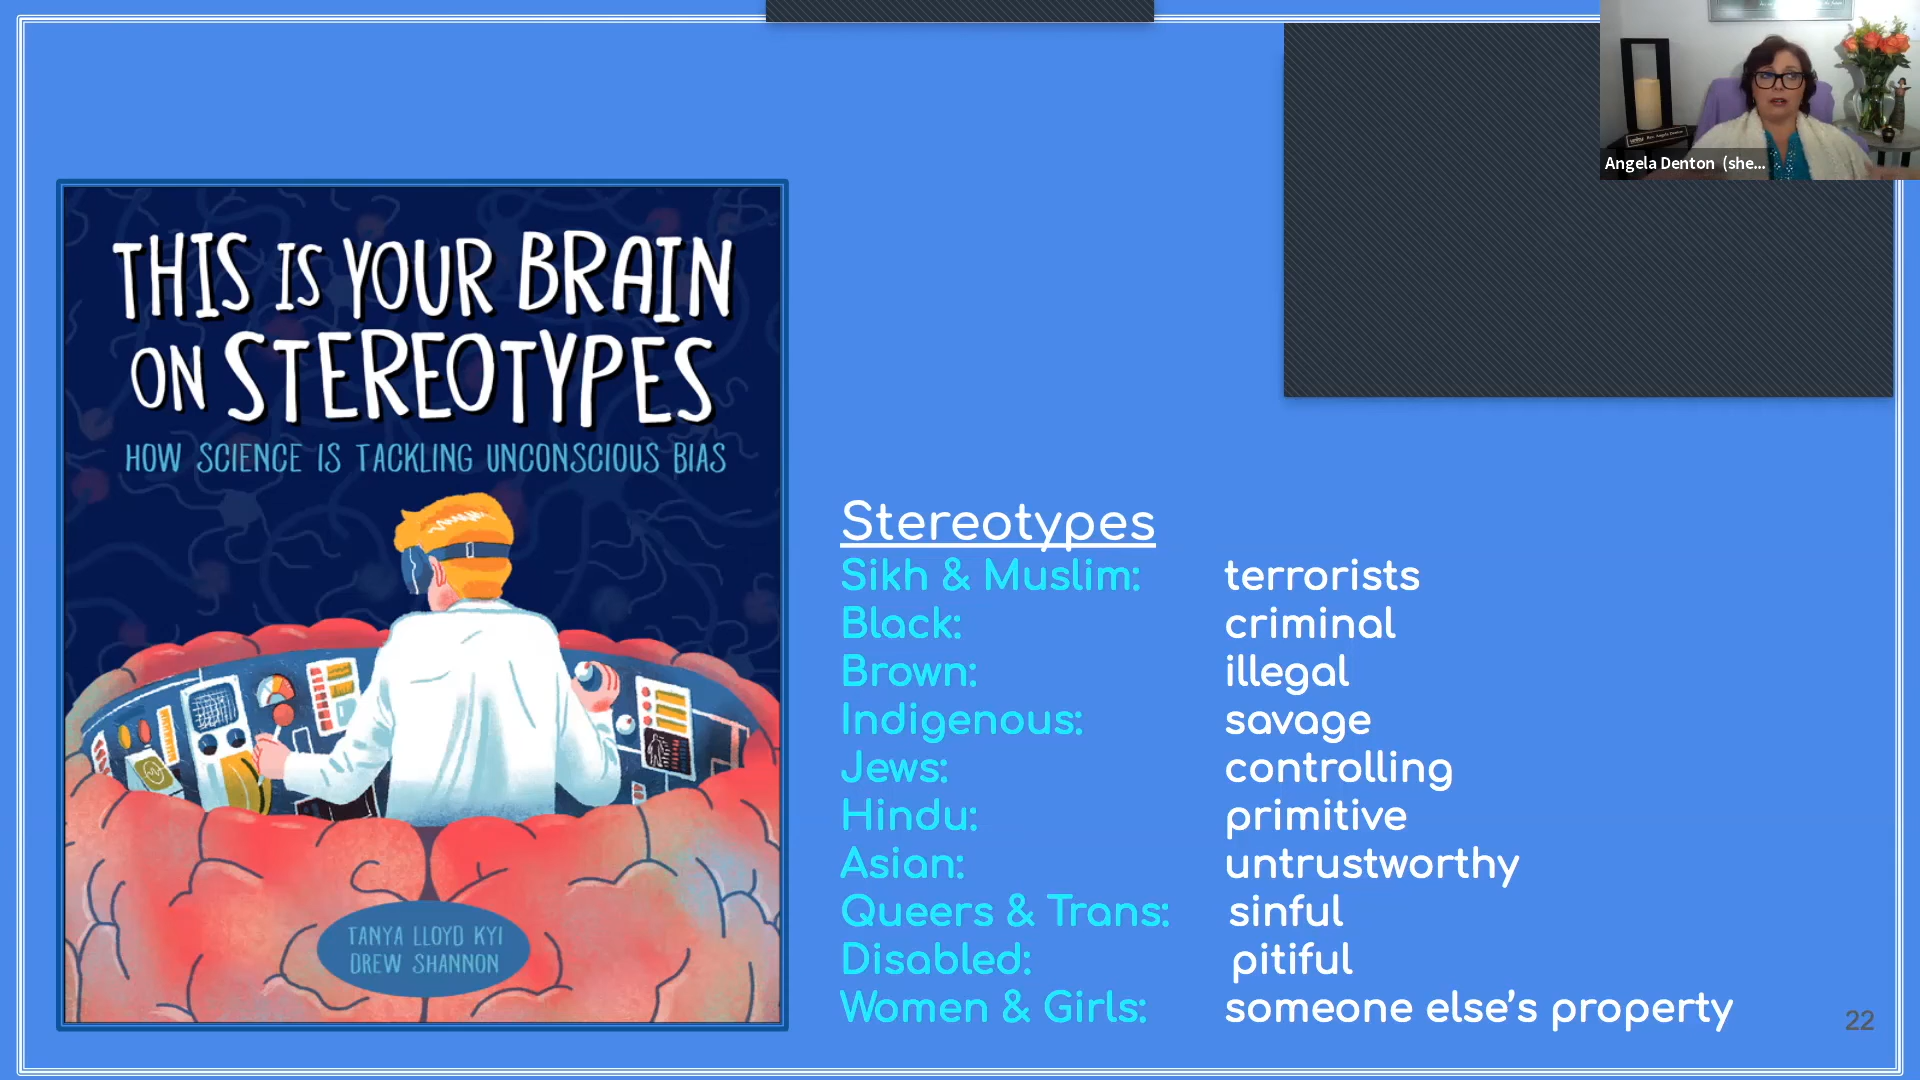 Angela Denton (she...
THIS IS YOUR BRAIN
ON STEREOTYPES
HOW SCIENCE IS TACKLING UNCONSCIOUS BIAS
TANYA LLOYD KYI
DREW SHANNON
Stereotypes
Sikh & Muslim: terrorists
Black: criminal
Brown: illegal
Indigenous: savage
Jews: controlling
Hindu: primitive
Asian: untrustworthy
Queers & Trans: sinful
Disabled: pitiful
Women & Girls: someone else’s property
22